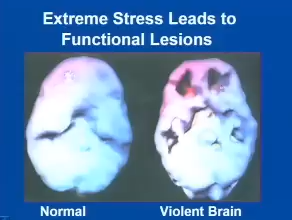 Extreme Stress Leads to
Functional Lesions
Normal
Violent Brain